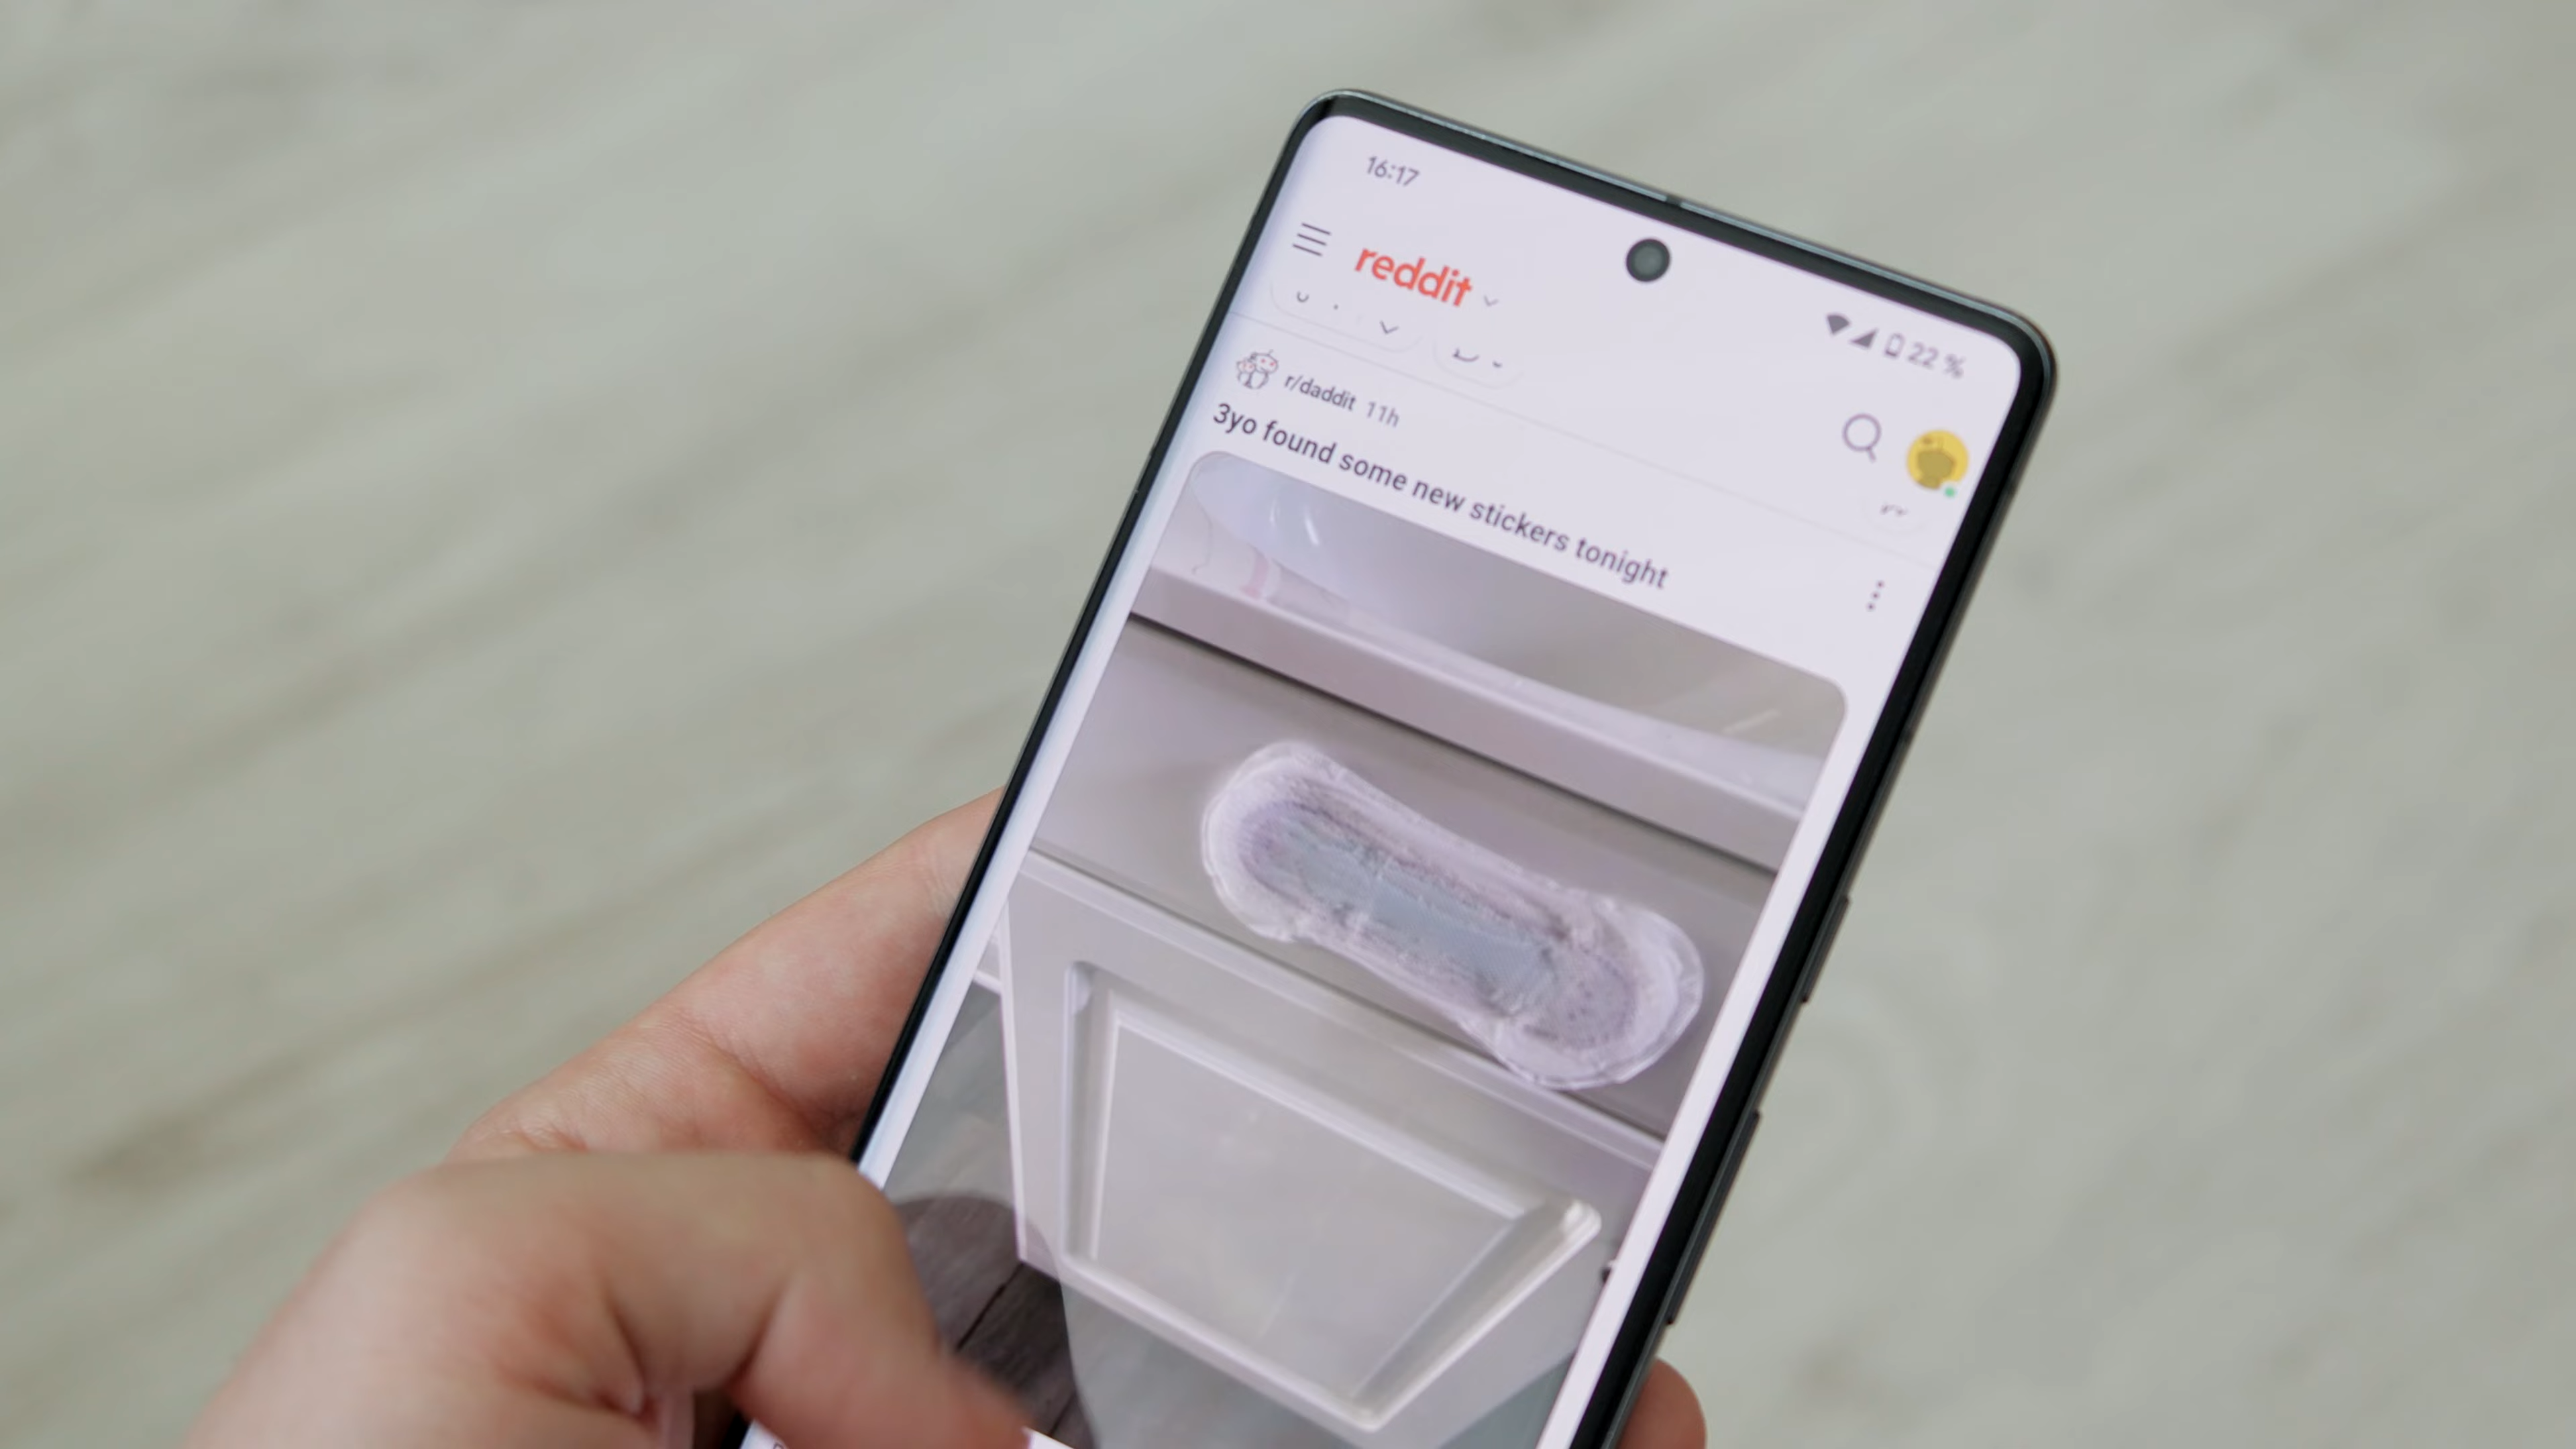 16:17
22 %
reddit
r/daddit 11h
3yo found some new stickers tonight